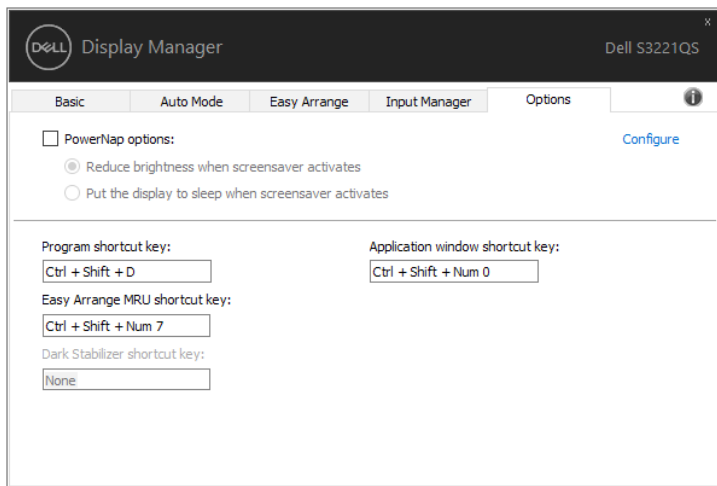 x
DELL Display Manager Dell S3221QS
Basic Auto Mode Easy Arrange Input Manager Options i
PowerNap options: Configure
Reduce brightness when screensaver activates
Put the display to sleep when screensaver activates
Program shortcut key: Application window shortcut key:
Ctrl + Shift + D Ctrl + Shift + Num 0
Easy Arrange MRU shortcut key:
Ctrl + Shift + Num 7
Dark Stabilizer shortcut key:
None